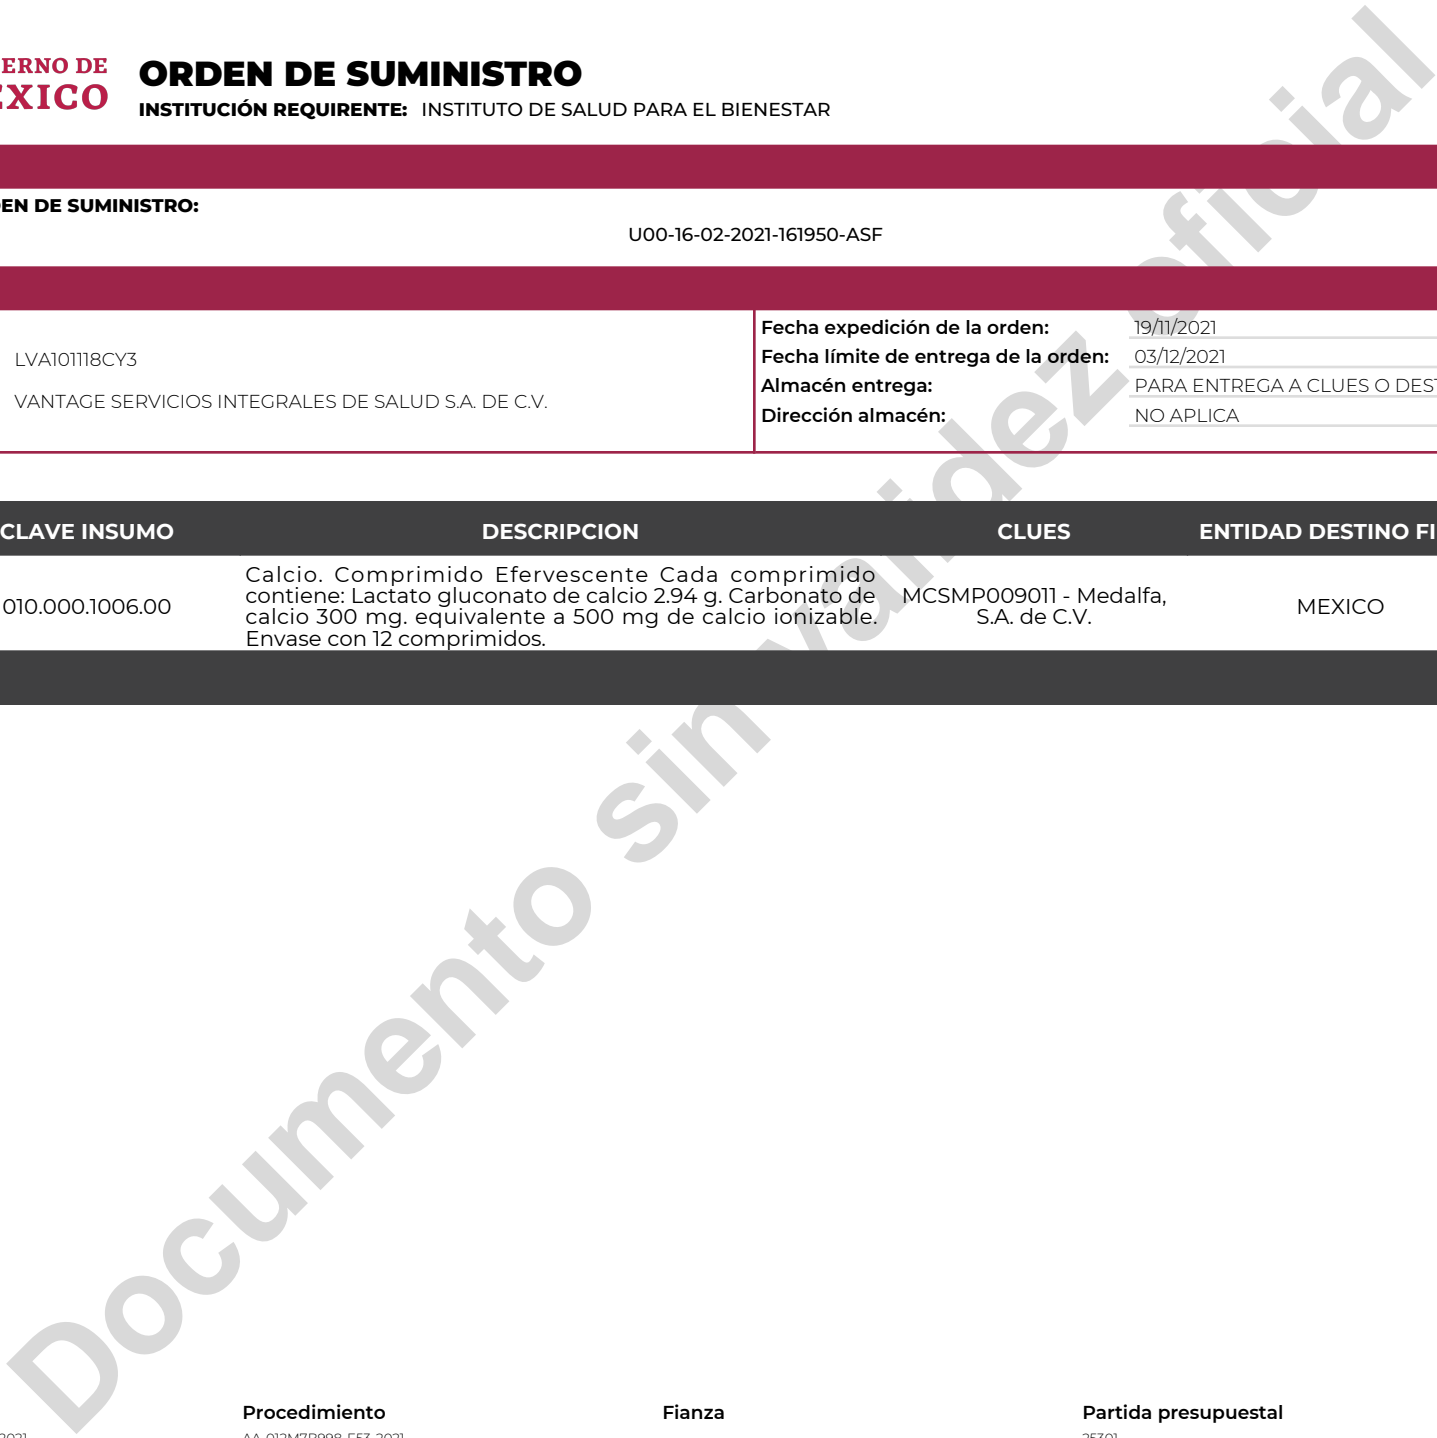 ERNO DE
EXICO
ORDEN DE SUMINISTRO
INSTITUCIÓN REQUIRENTE: INSTITUTO DE SALUD PARA EL BIENESTAR
EN DE SUMINISTRO:
U00-16-02-2021-161950-ASF
LVA101118CY3
VANTAGE SERVICIOS INTEGRALES DE SALUD S.A. DE C.V.
Fecha expedición de la orden: 19/11/2021
Fecha límite de entrega de la orden: 03/12/2021
Almacén entrega: PARA ENTREGA A CLUES O DEST
Dirección almacén: NO APLICA
CLAVE INSUMO DESCRIPCION CLUES ENTIDAD DESTINO FI
010.000.1006.00
Calcio. Comprimido Efervescente Cada comprimido
contiene: Lactato gluconato de calcio 2.94 g. Carbonato de
calcio 300 mg. equivalente a 500 mg de calcio ionizable.
Envase con 12 comprimidos.
MCSMP009011 - Medalfa,
S.A. de C.V.
MEXICO
Documento sin validez oficial
Procedimiento Fianza Partida presupuestal